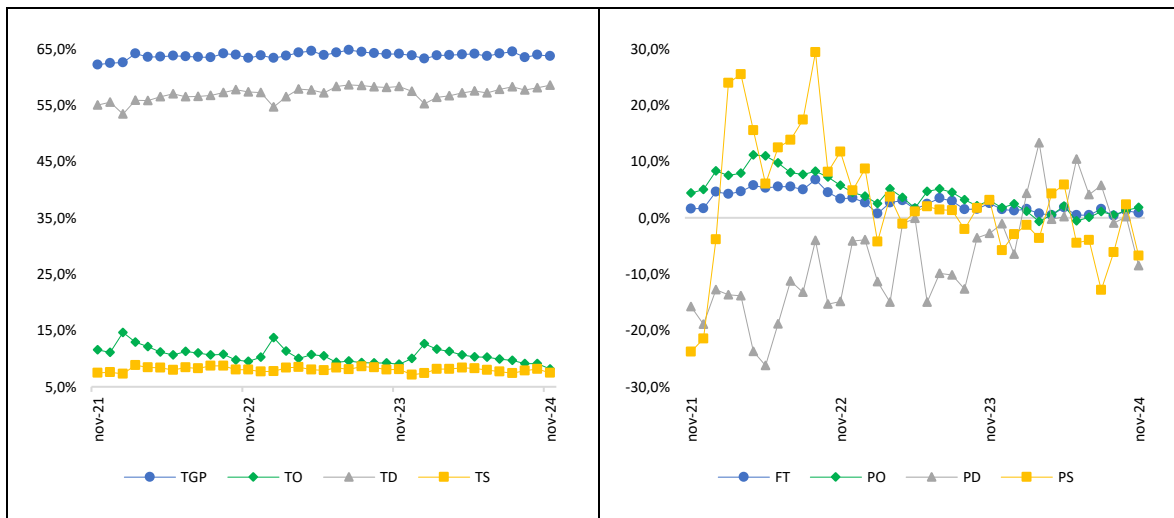 65,0%
55,0%
45,0%
35,0%
25,0%
15,0%
5,0%
nov-21
nov-22
nov-23
nov-24
TGP TO TD TS
30,0%
20,0%
10,0%
0,0%
-10,0%
-20,0%
-30,0%
nov-21
nov-22
nov-23
nov-24
FT PO PD PS